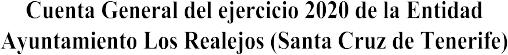 Cuenta General del ejercicio 2020 de la Entidad
Ayuntamiento Los Realejos (Santa Cruz de Tenerife)